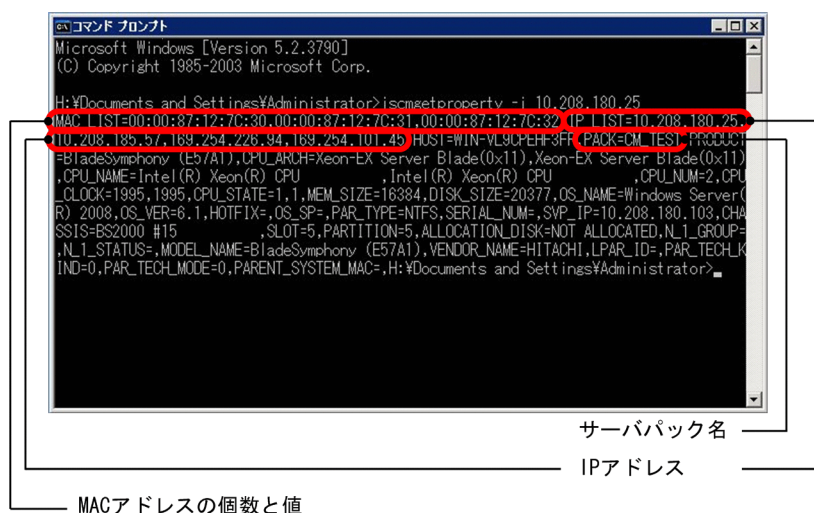 コマンド プロンプト
Microsoft Windows [Version 5.2.3790]
(C) Copyright 1985-2003 Microsoft Corp.
H:¥Documents and Settings¥Administrator>iscmgetproperty -i 10.208.180.25
MAC_LIST=00:00:87:12:7C:30,00:00:87:12:7C:31,00:00:87:12:7C:32,IP_LIST=10.208.180.25,
10.208.185.57,169.254.226.94,169.254.101.45,HOST=WIN-VL9CPEHF3FR,PACK=CM_TEST,PRODUCT
=BladeSymphony (E57A1),CPU_ARCH=Xeon-EX Server Blade(0x11),Xeon-EX Server Blade(0x11)
,CPU_NAME=Intel(R) Xeon(R) CPU ,Intel(R) Xeon(R) CPU ,CPU_NUM=2,CPU
_CLOCK=1995,1995,CPU_STATE=1,1,MEM_SIZE=16384,DISK_SIZE=20377,OS_NAME=Windows Server(
R) 2008,OS_VER=6.1,HOTFIX=,OS_SP=,PAR_TYPE=NTFS,SERIAL_NUM=,SVP_IP=10.208.180.103,CHA
SSIS=BS2000 #15 ,SLOT=5,PARTITION=5,ALLOCATION_DISK=NOT ALLOCATED,N_1_GROUP=
,N_1_STATUS=,MODEL_NAME=BladeSymphony (E57A1),VENDOR_NAME=HITACHI,LPAR_ID=,PAR_TECH_K
IND=0,PAR_TECH_MODE=0,PARENT_SYSTEM_MAC=,H:¥Documents and Settings¥Administrator>_
サーバパック名
IPアドレス
MACアドレスの個数と値